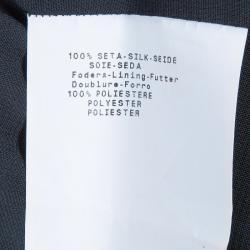 100% SETA-SILK-SEIDE
SOIE-SEDA
Fodera-Lining-Futter
Doublure-Forro
100% POLIESTERE
POLYESTER
POLIESTER